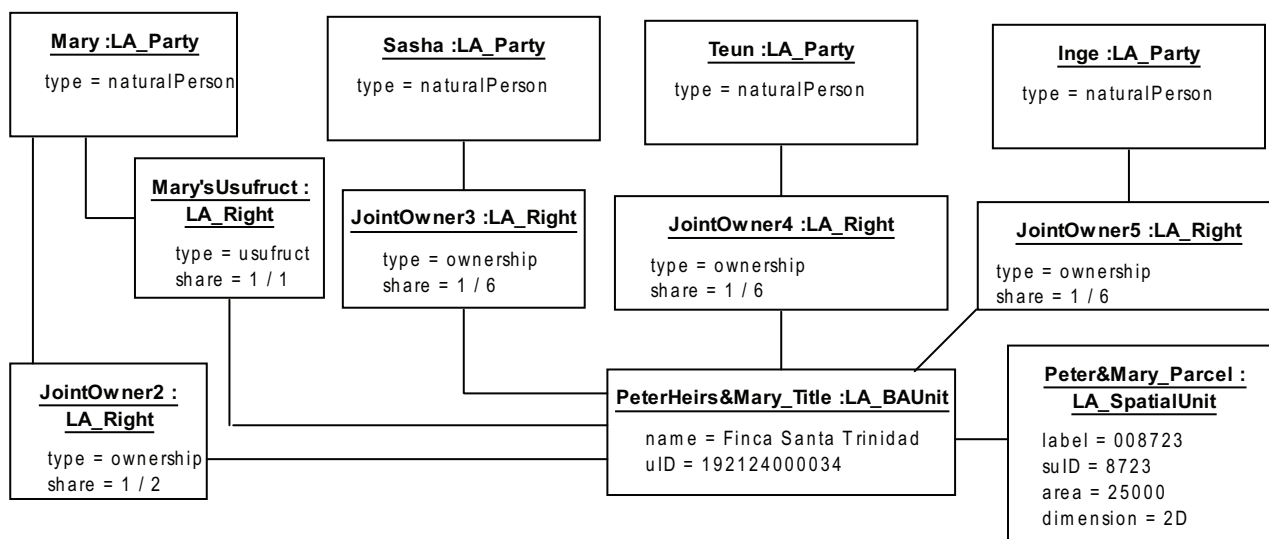 Mary :LA_Party
type = naturalPerson
Sasha :LA_Party
type = naturalPerson
Teun :LA_Party
type = naturalPerson
Inge :LA_Party
type = naturalPerson
Mary'sUsufruct :
LA_Right
type = usufruct
share = 1 / 1
JointOwner3 :LA_Right
type = ownership
share = 1 / 6
JointOwner4 :LA_Right
type = ownership
share = 1 / 6
JointOwner5 :LA_Right
type = ownership
share = 1 / 6
JointOwner2 :
LA_Right
type = ownership
share = 1 / 2
PeterHeirs&Mary_Title :LA_BAUnit
name = Finca Santa Trinidad
uID = 192124000034
Peter&Mary_Parcel :
LA_SpatialUnit
label = 008723
suID = 8723
area = 25000
dimension = 2D